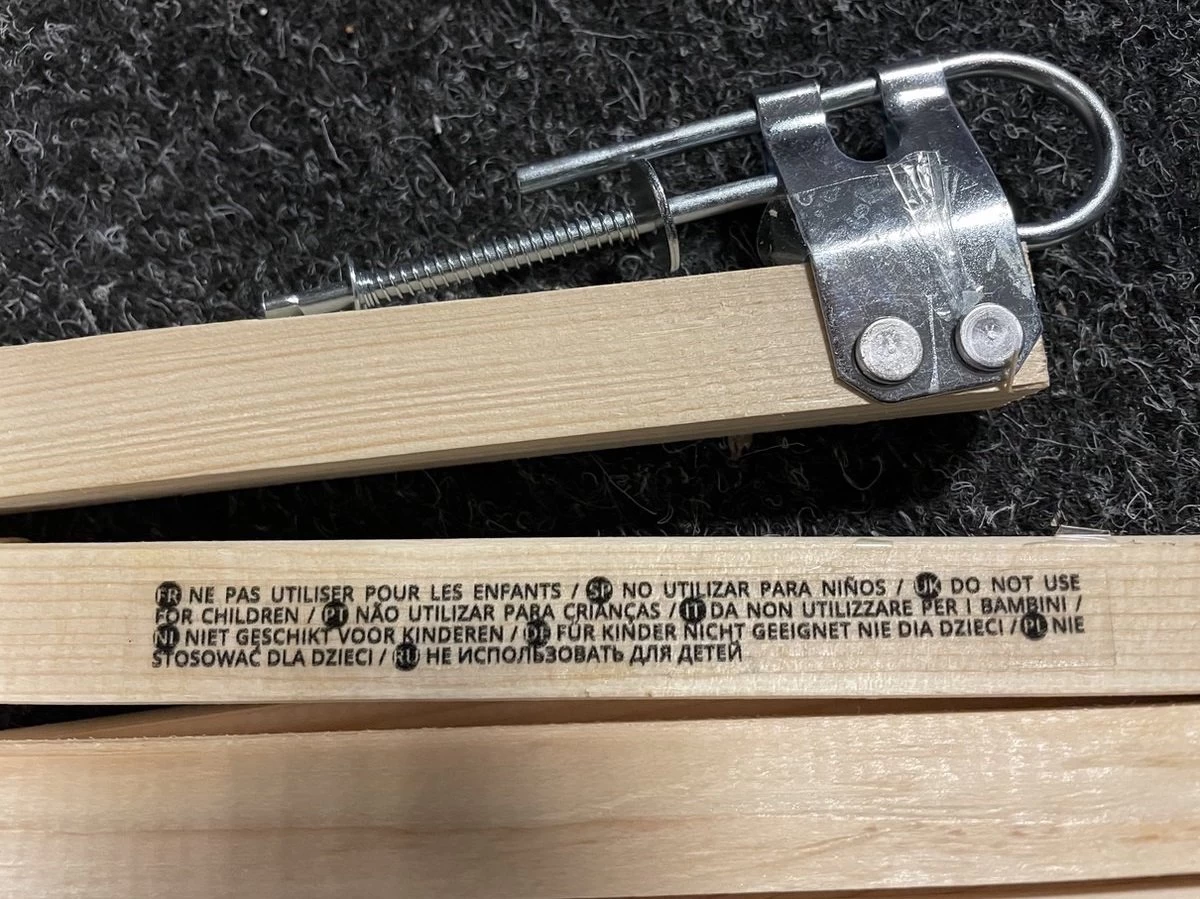 FR NE PAS UTILISER POUR LES ENFANTS / SP NO UTILIZAR PARA NIÑOS / UK DO NOT USE
FOR CHILDREN / PT NÃO UTILIZAR PARA CRIANÇAS / IT DA NON UTILIZZARE PER I BAMBINI /
NL NIET GESCHIKT VOOR KINDEREN / DE FÜR KINDER NICHT GEEIGNET NIE DIA DZIECI / PL NIE
STOSOWAĆ DLA DZIECI / RU НЕ ИСПОЛЬЗОВАТЬ ДЛЯ ДЕТЕЙ